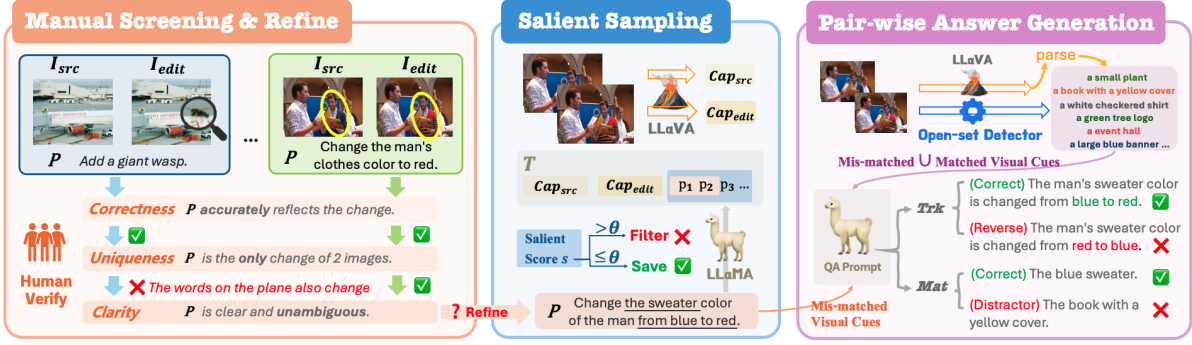 Manual Screening & Refine
I_src I_edit
P Add a giant wasp.
...
I_src I_edit
P Change the man's
clothes color to red.
Human
Verify
Correctness P accurately reflects the change.
Uniqueness P is the only change of 2 images.
The words on the plane also change
Clarity P is clear and unambiguous.
? Refine
Salient Sampling
LLaVA
Cap_src
Cap_edit
T
Cap_src Cap_edit p₁ p₂ p₃ ...
Salient
Score s
>θ Filter
≤θ Save
LLaMA
P Change the sweater color
of the man from blue to red.
Pair-wise Answer Generation
LLaVA
parse
Open-set Detector
a small plant
a book with a yellow cover
a white checkered shirt
a green tree logo
a event hall
a large blue banner ...
Mis-matched ∪ Matched Visual Cues
QA Prompt
Mis-matched
Visual Cues
Trk
(Correct) The man's sweater color
is changed from blue to red.
(Reverse) The man's sweater color
is changed from red to blue.
Mat
(Correct) The blue sweater.
(Distractor) The book with a
yellow cover.